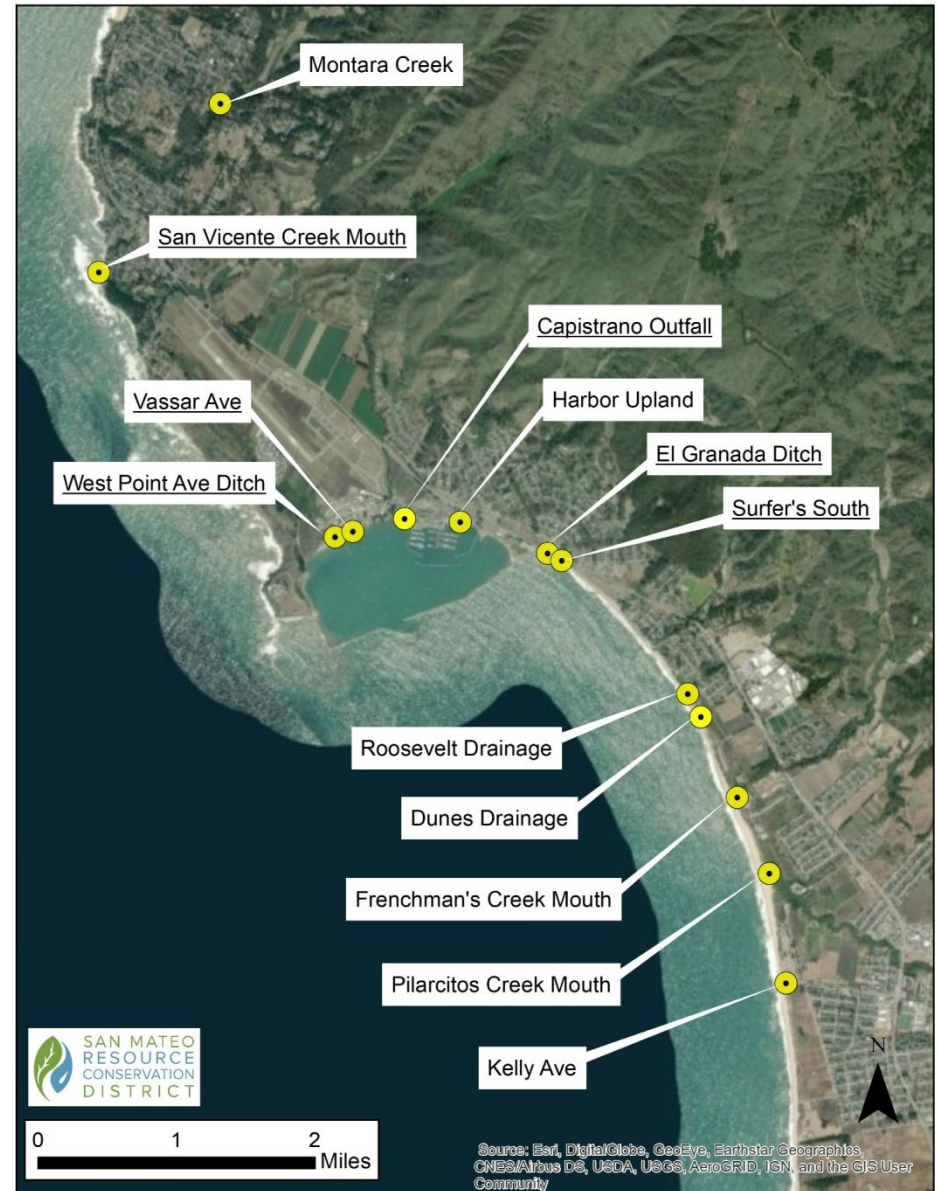 Montara Creek
San Vicente Creek Mouth
Capistrano Outfall
Vassar Ave
Harbor Upland
El Granada Ditch
West Point Ave Ditch
Surfer's South
Roosevelt Drainage
Dunes Drainage
Frenchman's Creek Mouth
Pilarcitos Creek Mouth
Kelly Ave
SAN MATEO
RESOURCE
CONSERVATION
DISTRICT
N
0 1 2
Miles
Source: Esri, DigitalGlobe, GeoEye, Earthstar Geographics,
CNES/Airbus DS, USDA, USGS, AeroGRID, IGN, and the GIS User
Community